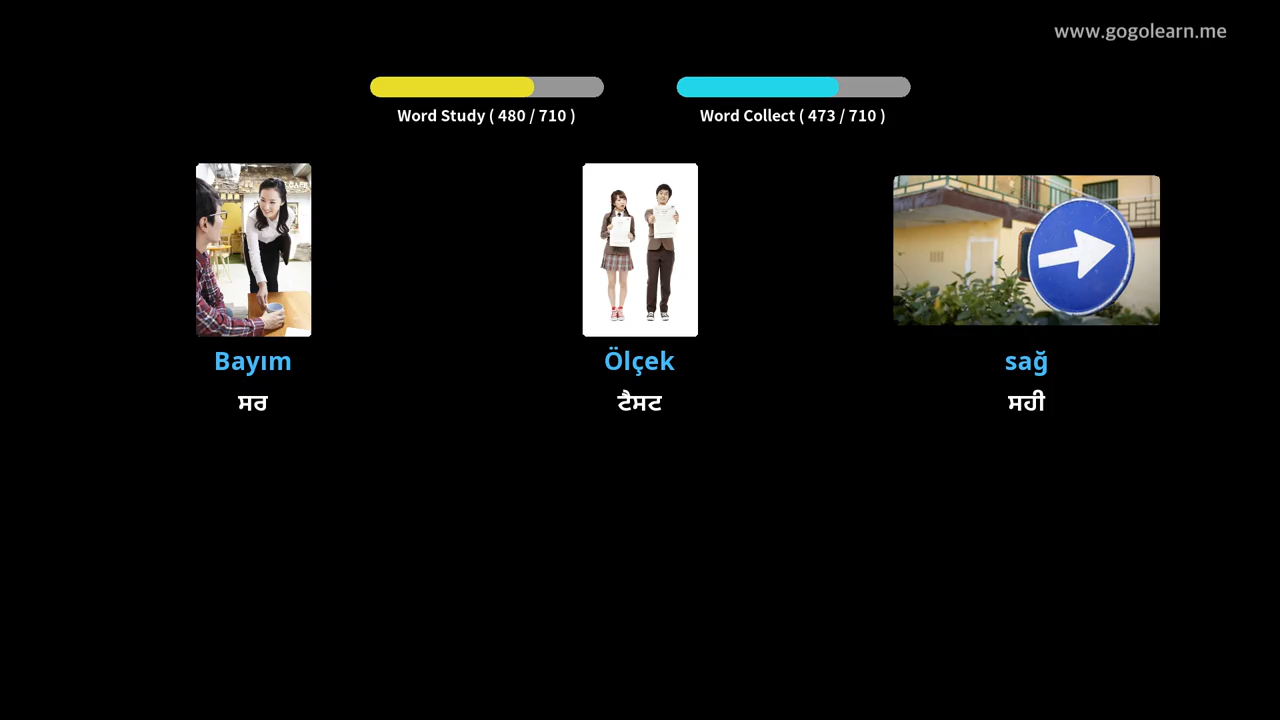 www.gogolearn.me
Word Study ( 480 / 710 )
Word Collect ( 473 / 710 )
Bayım
Ölçek
sağ
ਸਰ
ਟੈਸਟ
ਸਹੀ